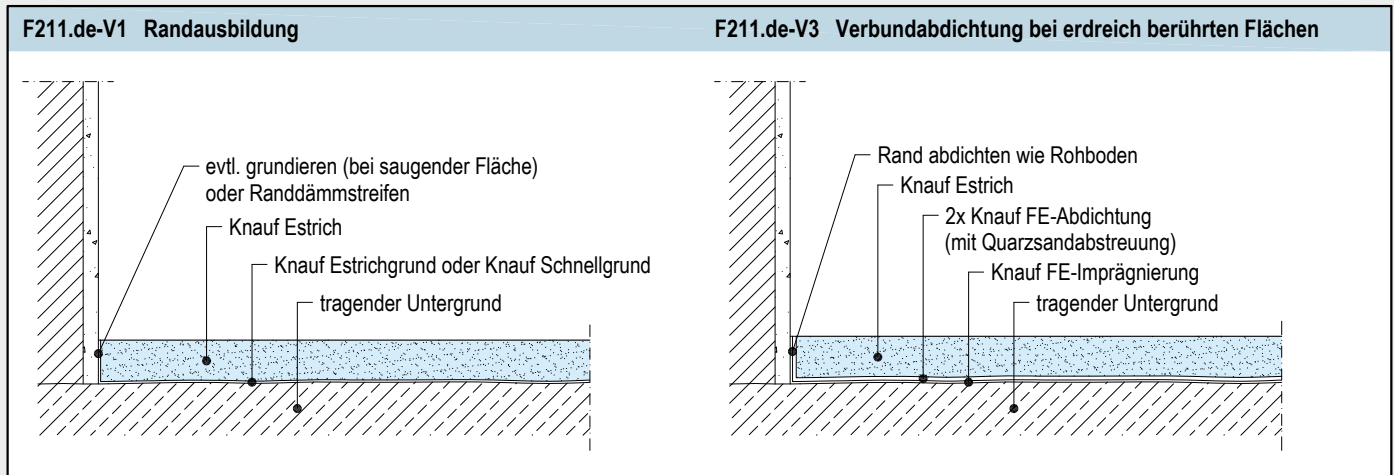 F211.de-V1 Randausbildung
evtl. grundieren (bei saugender Fläche)
oder Randdämmstreifen
Knauf Estrich
Knauf Estrichgrund oder Knauf Schnellgrund
tragender Untergrund
F211.de-V3 Verbundabdichtung bei erdreich berührten Flächen
Rand abdichten wie Rohboden
Knauf Estrich
2x Knauf FE-Abdichtung
(mit Quarzsandabstreuung)
Knauf FE-Imprägnierung
tragender Untergrund